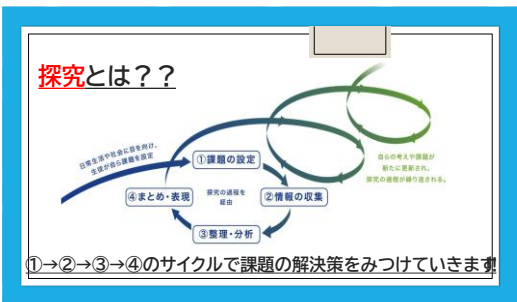 探究とは？？
日常生活や社会に目を向け、
生徒が自ら課題を設定
①課題の設定
自らの考えや課題が
新たに更新され、
探究の過程が繰り返される。
④まとめ・表現
探究の過程を
経由
②情報の収集
③整理・分析
①→②→③→④のサイクルで課題の解決策をみつけていきます!